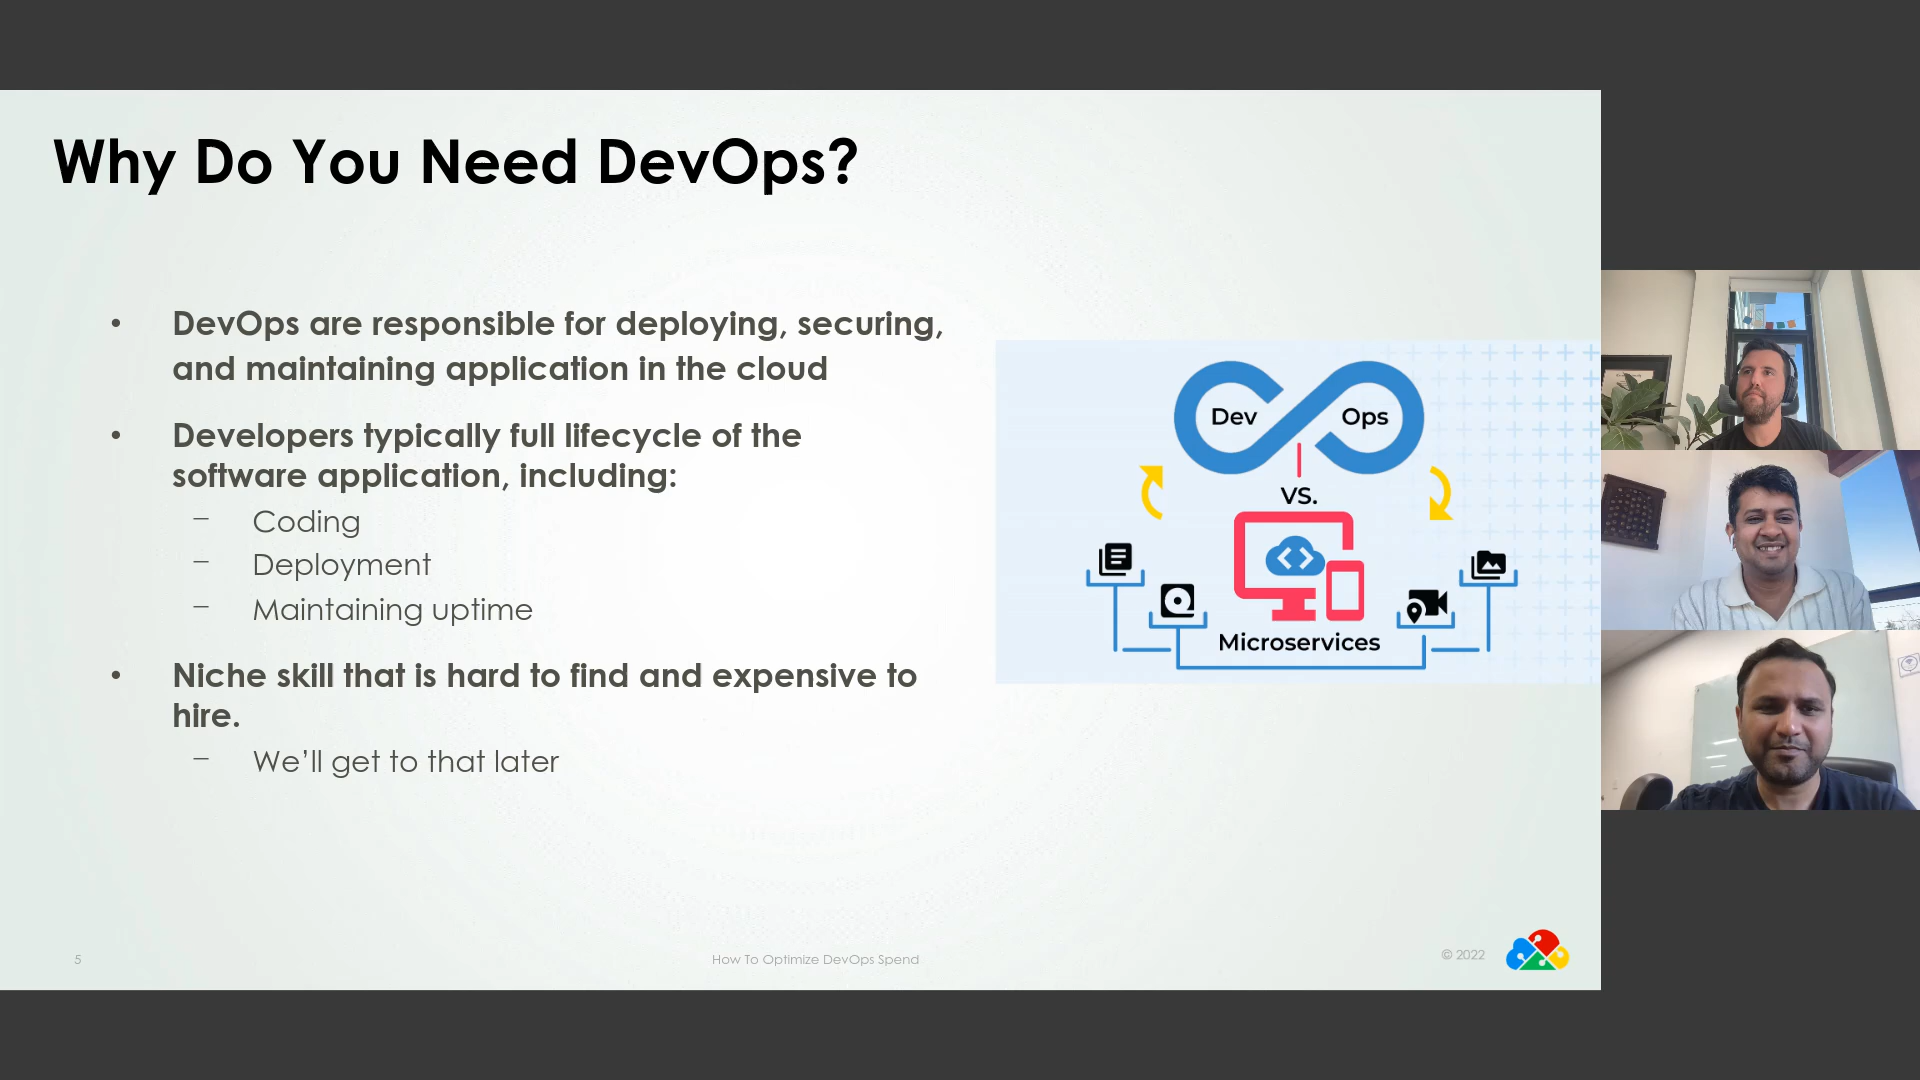 Why Do You Need DevOps?
• DevOps are responsible for deploying, securing,
and maintaining application in the cloud
• Developers typically full lifecycle of the
software application, including:
– Coding
– Deployment
– Maintaining uptime
• Niche skill that is hard to find and expensive to
hire.
– We’ll get to that later
Dev
Ops
VS.
Microservices
5
How To Optimize DevOps Spend
© 2022